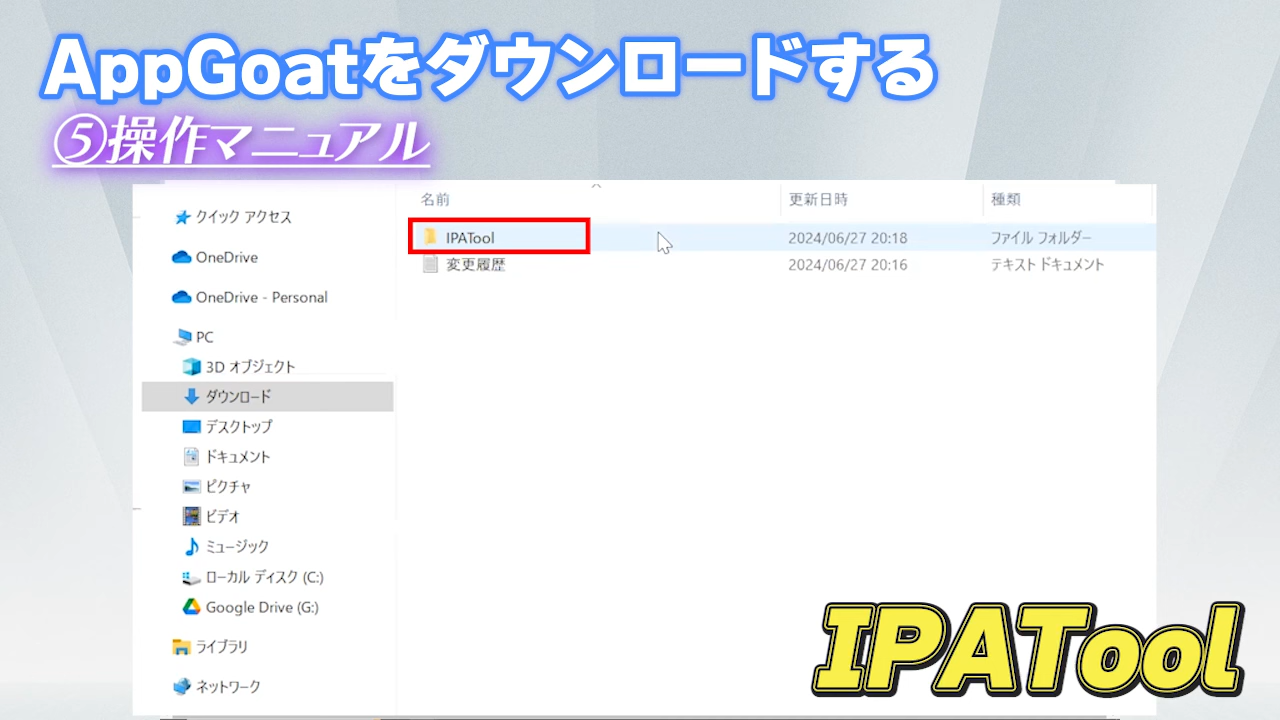 AppGoatをダウンロードする
⑤操作マニュアル
名前 更新日時 種類
IPATool 2024/06/27 20:18 ファイル フォルダー
変更履歴 2024/06/27 20:16 テキスト ドキュメント
クイック アクセス
OneDrive
OneDrive - Personal
PC
3D オブジェクト
ダウンロード
デスクトップ
ドキュメント
ピクチャ
ビデオ
ミュージック
ローカル ディスク (C:)
Google Drive (G:)
ライブラリ
ネットワーク
IPATool